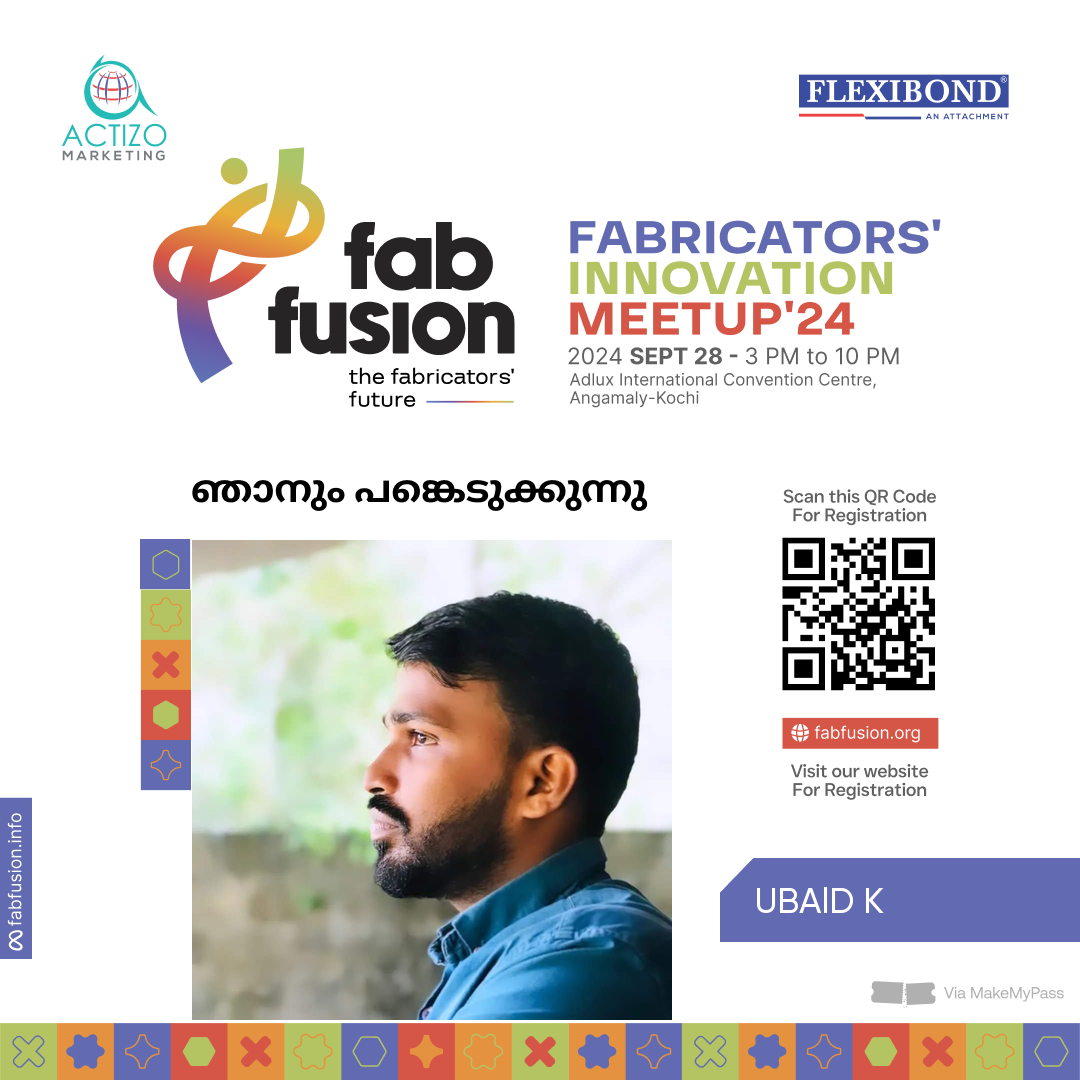 ACTIZO
MARKETING
FLEXIBOND®
AN ATTACHMENT
fab
fusion
the fabricators'
future
FABRICATORS'
INNOVATION
MEETUP'24
2024 SEPT 28 - 3 PM to 10 PM
Adlux International Convention Centre,
Angamaly-Kochi
ഞാനും പങ്കെടുക്കുന്നു
Scan this QR Code
For Registration
fabfusion.org
Visit our website
For Registration
fabfusion.info
UBAID K
Via MakeMyPass